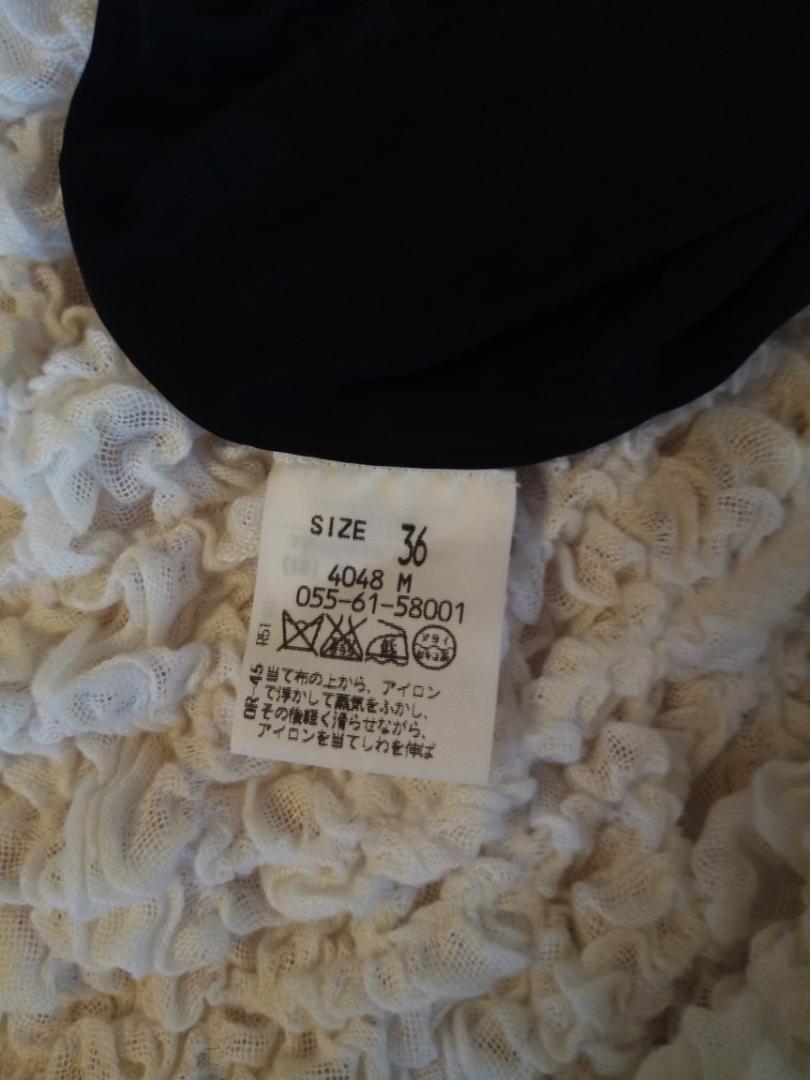 SIZE 36
4048 M
055-61-58001
当て布の上から、アイロン
で浮かして蒸気をふかし、
その後軽く滑らせながら、
アイロンを当てしわを伸ば